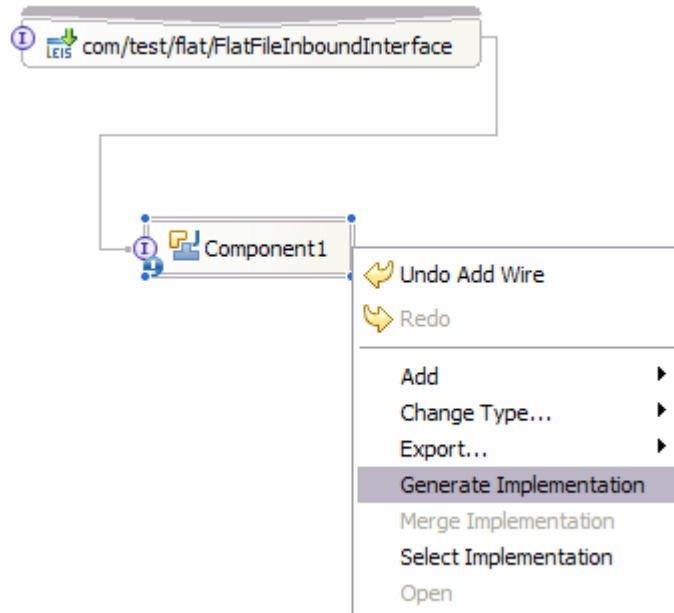 I
EIS com/test/flat/FlatFileInboundInterface
I Component1
Undo Add Wire
Redo
Add
Change Type...
Export...
Generate Implementation
Merge Implementation
Select Implementation
Open